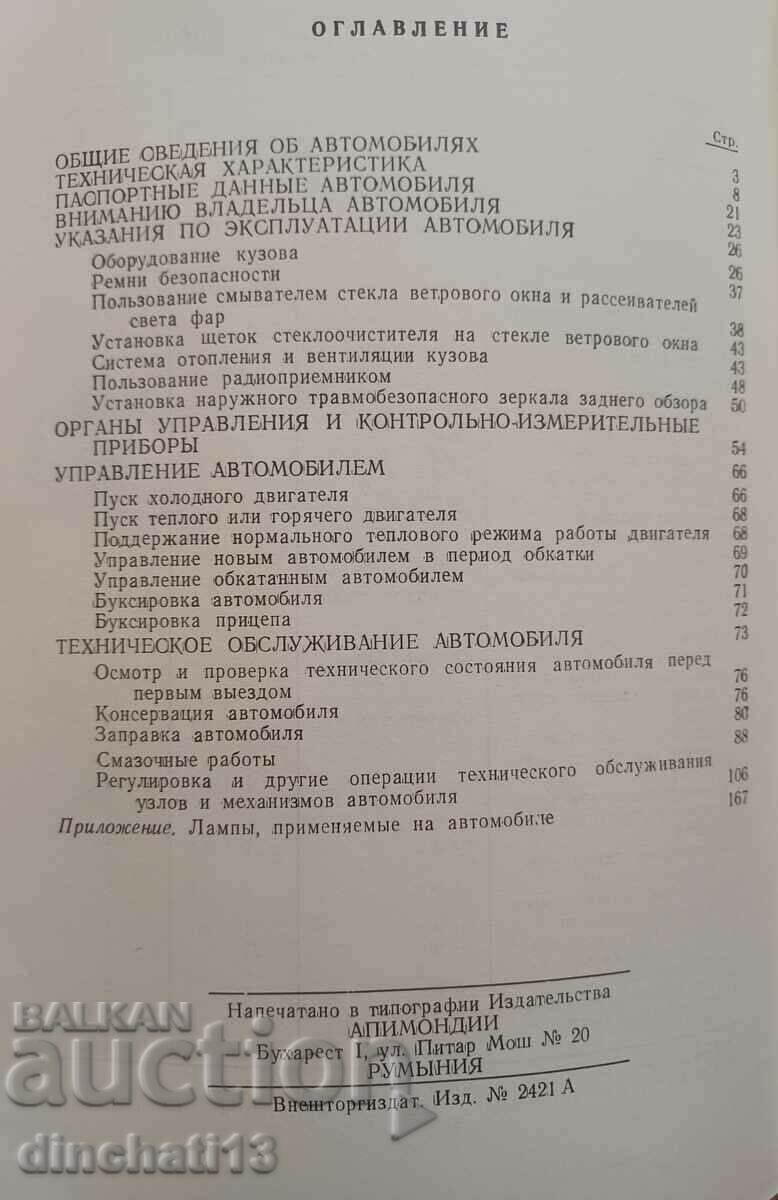 ОГЛАВЛЕНИЕ
Стр.
ОБЩИЕ СВЕДЕНИЯ ОБ АВТОМОБИЛЯХ 3
ТЕХНИЧЕСКАЯ ХАРАКТЕРИСТИКА 8
ПАСПОРТНЫЕ ДАННЫЕ АВТОМОБИЛЯ 21
ВНИМАНИЮ ВЛАДЕЛЬЦА АВТОМОБИЛЯ 23
УКАЗАНИЯ ПО ЭКСПЛУАТАЦИИ АВТОМОБИЛЯ 26
Оборудование кузова 26
Ремни безопасности 37
Пользование смывателем стекла ветрового окна и рассеивателей
света фар 38
Установка щеток стеклоочистителя на стекле ветрового окна 43
Система отопления и вентиляции кузова 43
Пользование радиоприемником 48
Установка наружного травмобезопасного зеркала заднего обзора 50
ОРГАНЫ УПРАВЛЕНИЯ И КОНТРОЛЬНО-ИЗМЕРИТЕЛЬНЫЕ
ПРИБОРЫ 54
УПРАВЛЕНИЕ АВТОМОБИЛЕМ 66
Пуск холодного двигателя 66
Пуск теплого или горячего двигателя 68
Поддержание нормального теплового режима работы двигателя 68
Управление новым автомобилем в период обкатки 69
Управление обкатанным автомобилем 70
Буксировка автомобиля 71
Буксировка прицепа 72
ТЕХНИЧЕСКОЕ ОБСЛУЖИВАНИЕ АВТОМОБИЛЯ 73
Осмотр и проверка технического состояния автомобиля перед
первым выездом 76
Консервация автомобиля 76
Заправка автомобиля 80
Смазочные работы 88
Регулировка и другие операции технического обслуживания
узлов и механизмов автомобиля 106
Приложение. Лампы, применяемые на автомобиле 167
Напечатано в типографии Издательства
АПИМОНДИИ
Бухарест I, ул. Питар Мош № 20
РУМЫНИЯ
Внешторгиздат. Изд. № 2421 А
BALKAN
auction
dinchati13